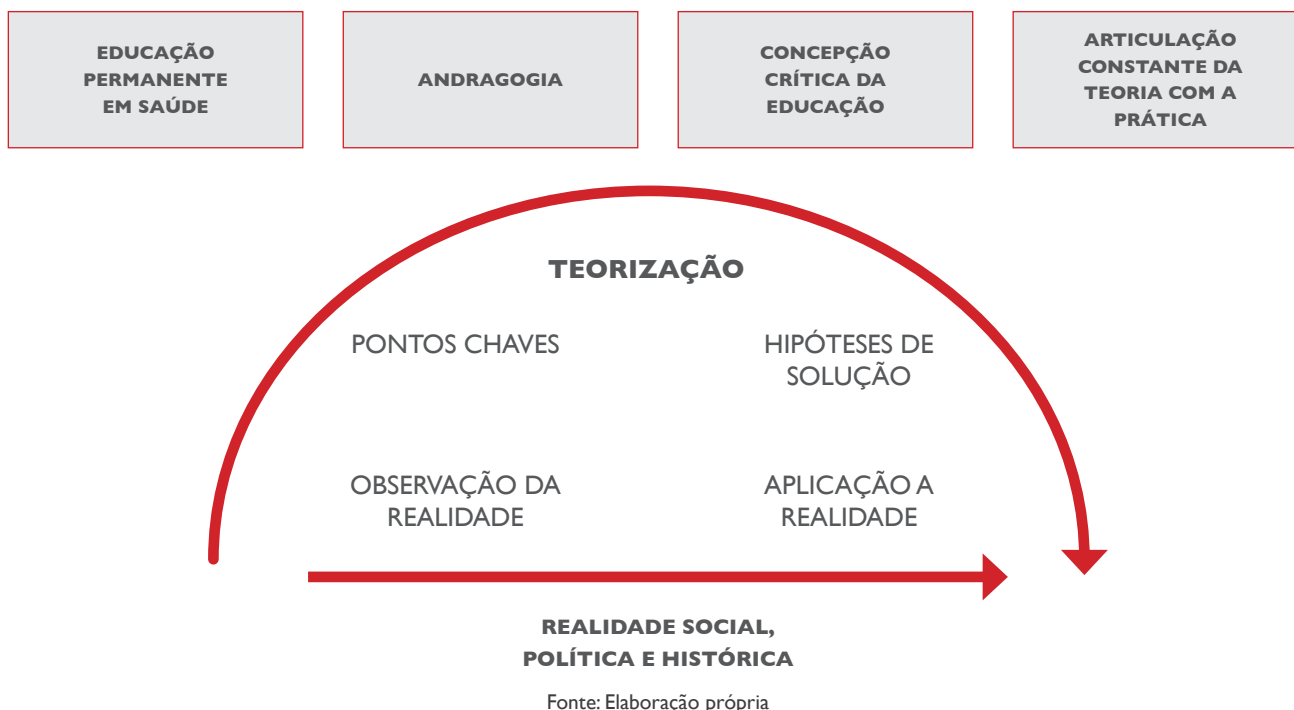 EDUCAÇÃO
PERMANENTE
EM SAÚDE
ANDRAGOGIA
CONCEPÇÃO
CRÍTICA DA
EDUCAÇÃO
ARTICULAÇÃO
CONSTANTE DA
TEORIA COM A
PRÁTICA
TEORIZAÇÃO
PONTOS CHAVES
HIPÓTESES DE
SOLUÇÃO
OBSERVAÇÃO DA
REALIDADE
APLICAÇÃO A
REALIDADE
REALIDADE SOCIAL,
POLÍTICA E HISTÓRICA
Fonte: Elaboração própria